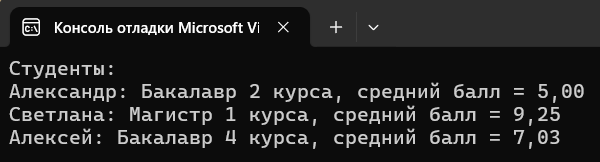 Консоль отладки Microsoft Vi
Студенты:
Александр: Бакалавр 2 курса, средний балл = 5,00
Светлана: Магистр 1 курса, средний балл = 9,25
Алексей: Бакалавр 4 курса, средний балл = 7,03